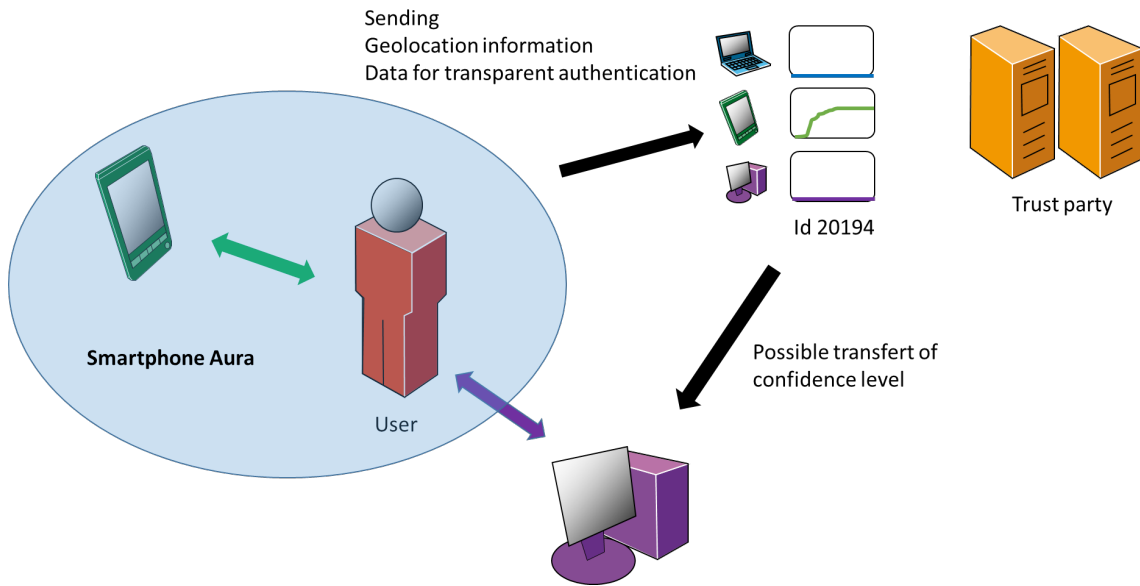 Sending
Geolocation information
Data for transparent authentication
Id 20194
Trust party
Smartphone Aura
User
Possible transfert of
confidence level